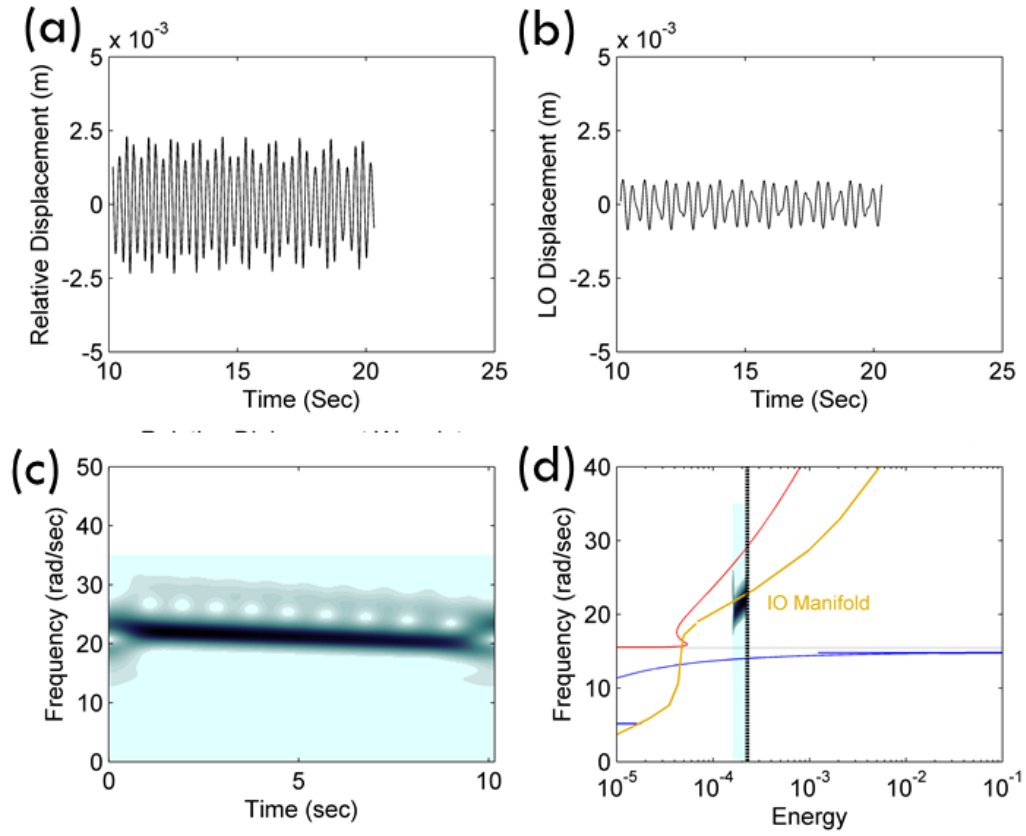 (a)
x 10-3
5
2.5
0
-2.5
-5
10 15 20 25
Time (Sec)
Relative Displacement (m)
(b)
x 10-3
5
2.5
0
-2.5
-5
10 15 20 25
Time (Sec)
LO Displacement (m)
(c)
50
40
30
20
10
0
0 5 10
Time (sec)
Frequency (rad/sec)
(d)
40
30
20
10
0
IO Manifold
10-5 10-4 10-3 10-2 10-1
Energy
Frequency (rad/sec)